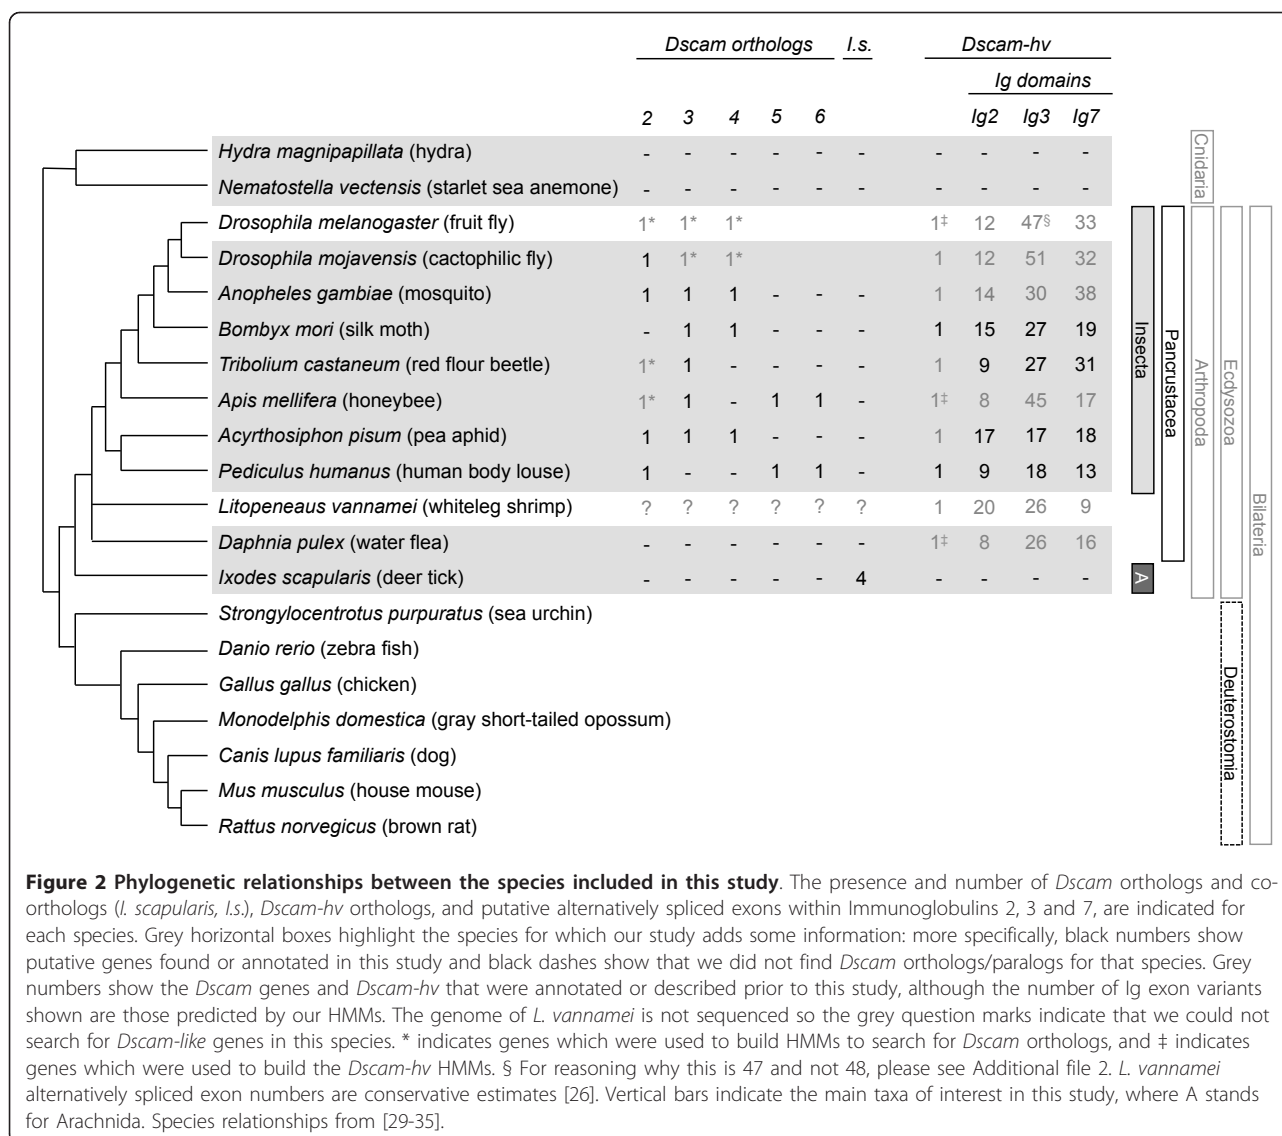 Dscam orthologs I.s. Dscam-hv
Ig domains
2 3 4 5 6 Ig2 Ig3 Ig7
Hydra magnipapillata (hydra) - - - - - - - - - -
Nematostella vectensis (starlet sea anemone) - - - - - - - - - -
Drosophila melanogaster (fruit fly) 1* 1* 1* 1‡ 12 47§ 33
Drosophila mojavensis (cactophilic fly) 1 1* 1* 1 12 51 32
Anopheles gambiae (mosquito) 1 1 1 - - - 1 14 30 38
Bombyx mori (silk moth) - 1 1 - - - 1 15 27 19
Tribolium castaneum (red flour beetle) 1* 1 - - - - 1 9 27 31
Apis mellifera (honeybee) 1* 1 - 1 1 - 1‡ 8 45 17
Acyrthosiphon pisum (pea aphid) 1 1 1 - - - 1 17 17 18
Pediculus humanus (human body louse) 1 - - 1 1 - 1 9 18 13
Litopeneaus vannamei (whiteleg shrimp) ? ? ? ? ? ? 1 20 26 9
Daphnia pulex (water flea) - - - - - - 1‡ 8 26 16
Ixodes scapularis (deer tick) - - - - - 4 - - - -
Strongylocentrotus purpuratus (sea urchin)
Danio rerio (zebra fish)
Gallus gallus (chicken)
Monodelphis domestica (gray short-tailed opossum)
Canis lupus familiaris (dog)
Mus musculus (house mouse)
Rattus norvegicus (brown rat)
Insecta
A
Pancrustacea
Cnidaria
Arthropoda
Ecdysozoa
Deuterostomia
Bilateria
Figure 2 Phylogenetic relationships between the species included in this study. The presence and number of Dscam orthologs and co-
orthologs (I. scapularis, I.s.), Dscam-hv orthologs, and putative alternatively spliced exons within Immunoglobulins 2, 3 and 7, are indicated for
each species. Grey horizontal boxes highlight the species for which our study adds some information: more specifically, black numbers show
putative genes found or annotated in this study and black dashes show that we did not find Dscam orthologs/paralogs for that species. Grey
numbers show the Dscam genes and Dscam-hv that were annotated or described prior to this study, although the number of Ig exon variants
shown are those predicted by our HMMs. The genome of L. vannamei is not sequenced so the grey question marks indicate that we could not
search for Dscam-like genes in this species. * indicates genes which were used to build HMMs to search for Dscam orthologs, and ‡ indicates
genes which were used to build the Dscam-hv HMMs. § For reasoning why this is 47 and not 48, please see Additional file 2. L. vannamei
alternatively spliced exon numbers are conservative estimates [26]. Vertical bars indicate the main taxa of interest in this study, where A stands
for Arachnida. Species relationships from [29-35].